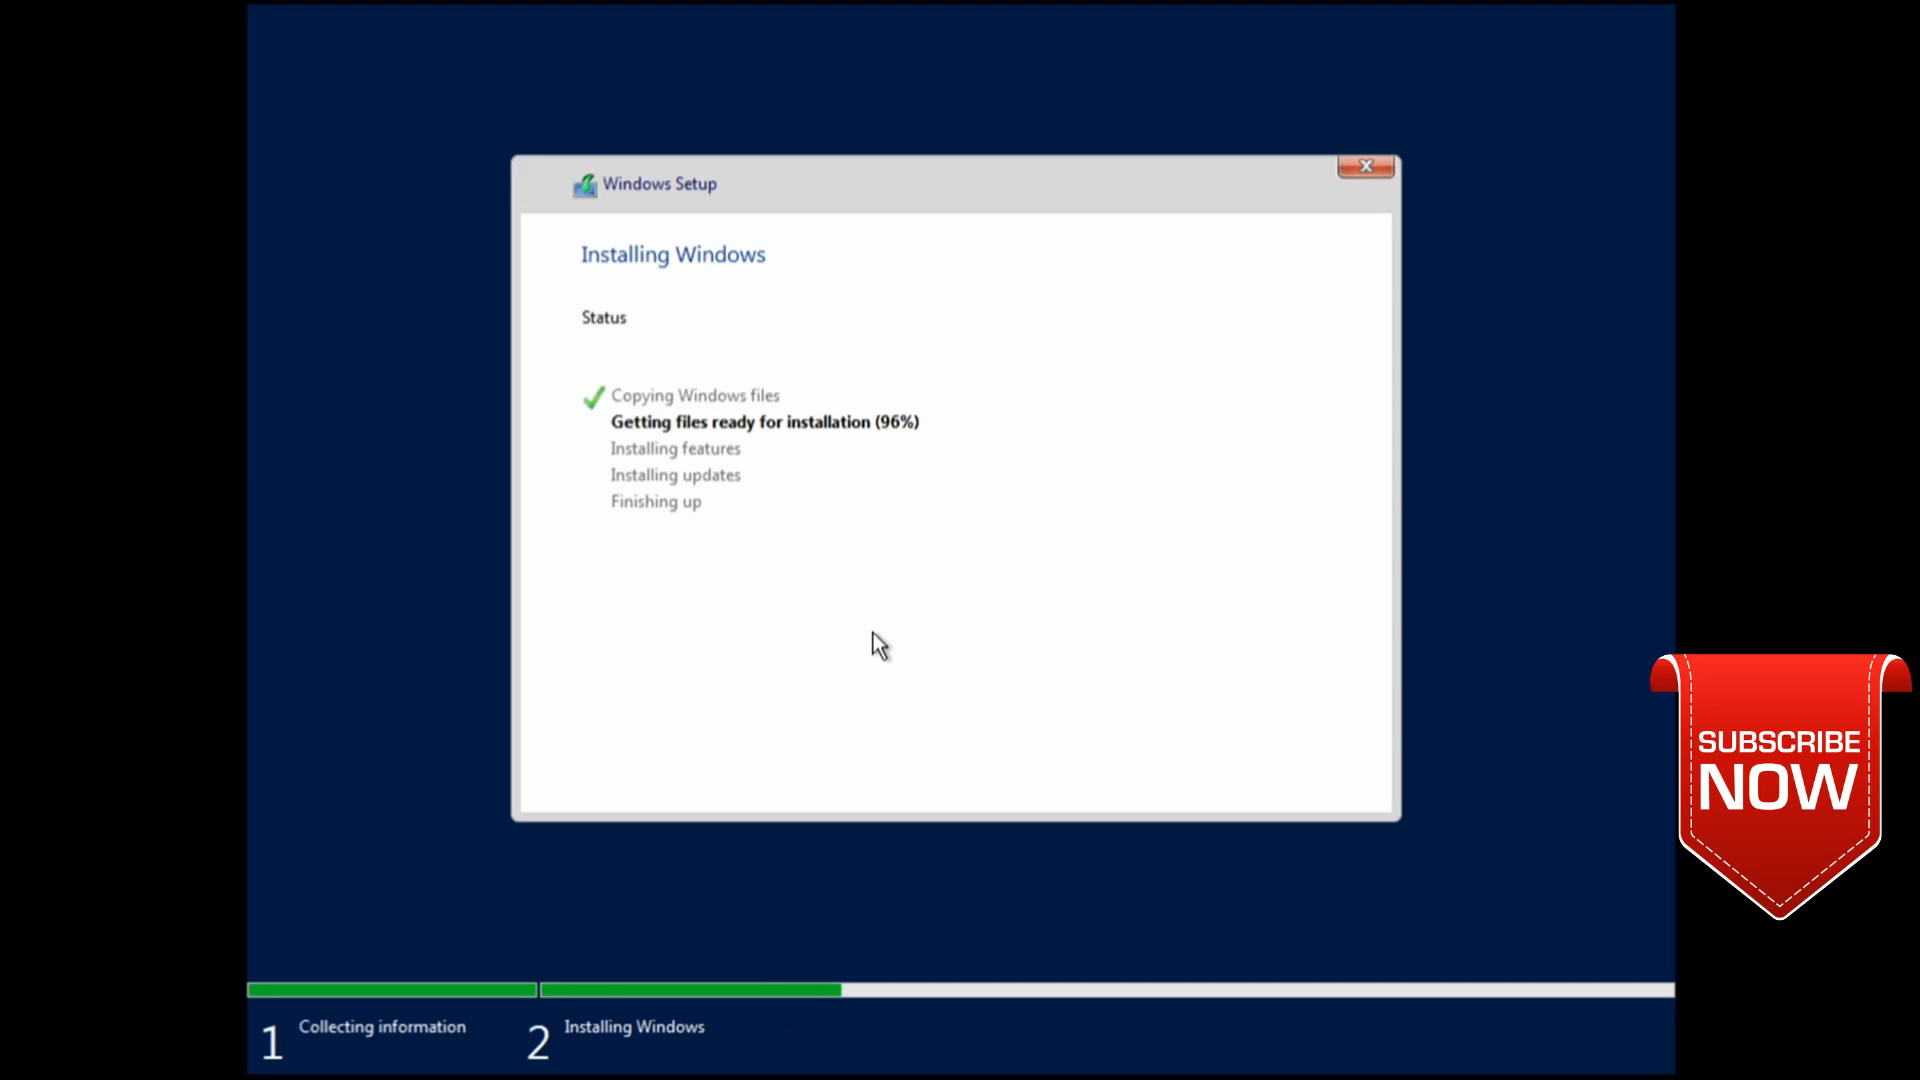 Windows Setup
Installing Windows
Status
Copying Windows files
Getting files ready for installation (96%)
Installing features
Installing updates
Finishing up
SUBSCRIBE
NOW
1 Collecting information
2 Installing Windows